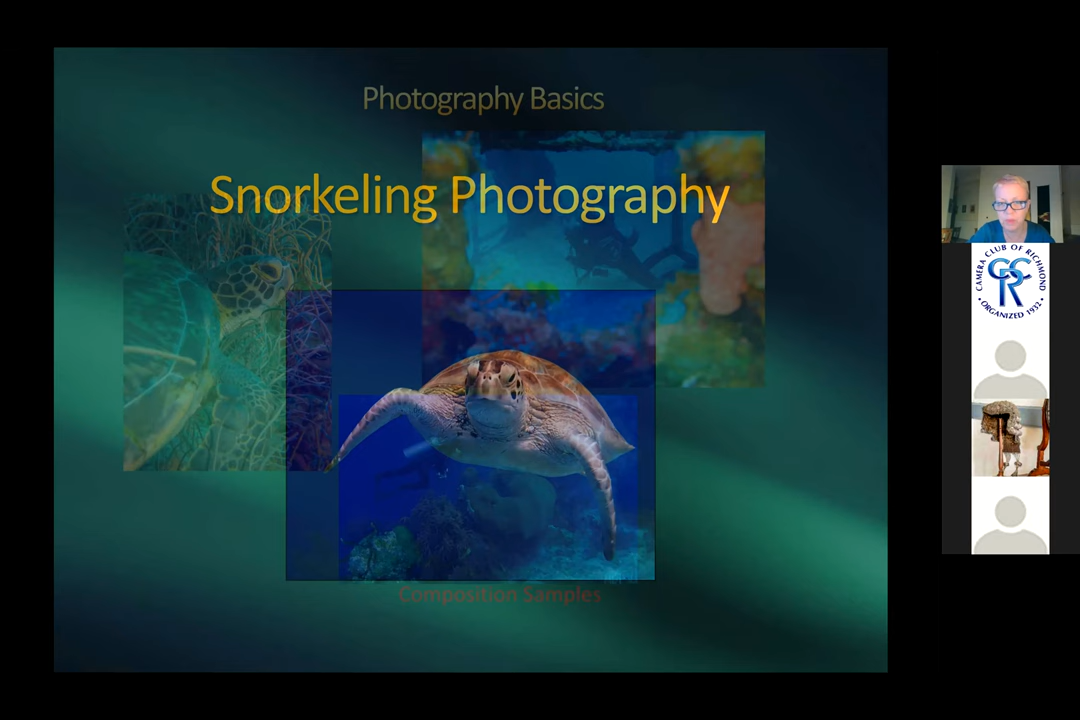 Photography Basics
Snorkeling Photography
Composition Samples
CAMERA CLUB OF RICHMOND
CCR
• ORGANIZED 1932 •